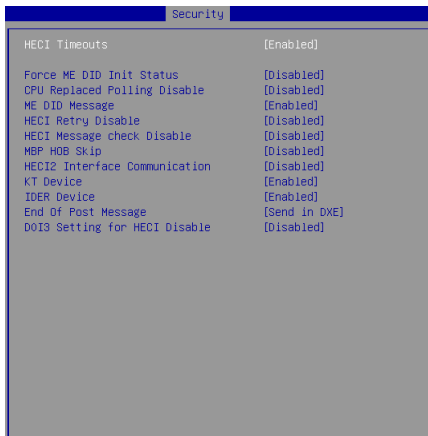 Security
HECI Timeouts [Enabled]
Force ME DID Init Status [Disabled]
CPU Replaced Polling Disable [Disabled]
ME DID Message [Enabled]
HECI Retry Disable [Disabled]
HECI Message check Disable [Disabled]
MBP HOB Skip [Disabled]
HECI2 Interface Communication [Disabled]
KT Device [Enabled]
IDER Device [Enabled]
End Of Post Message [Send in DXE]
D0I3 Setting for HECI Disable [Disabled]